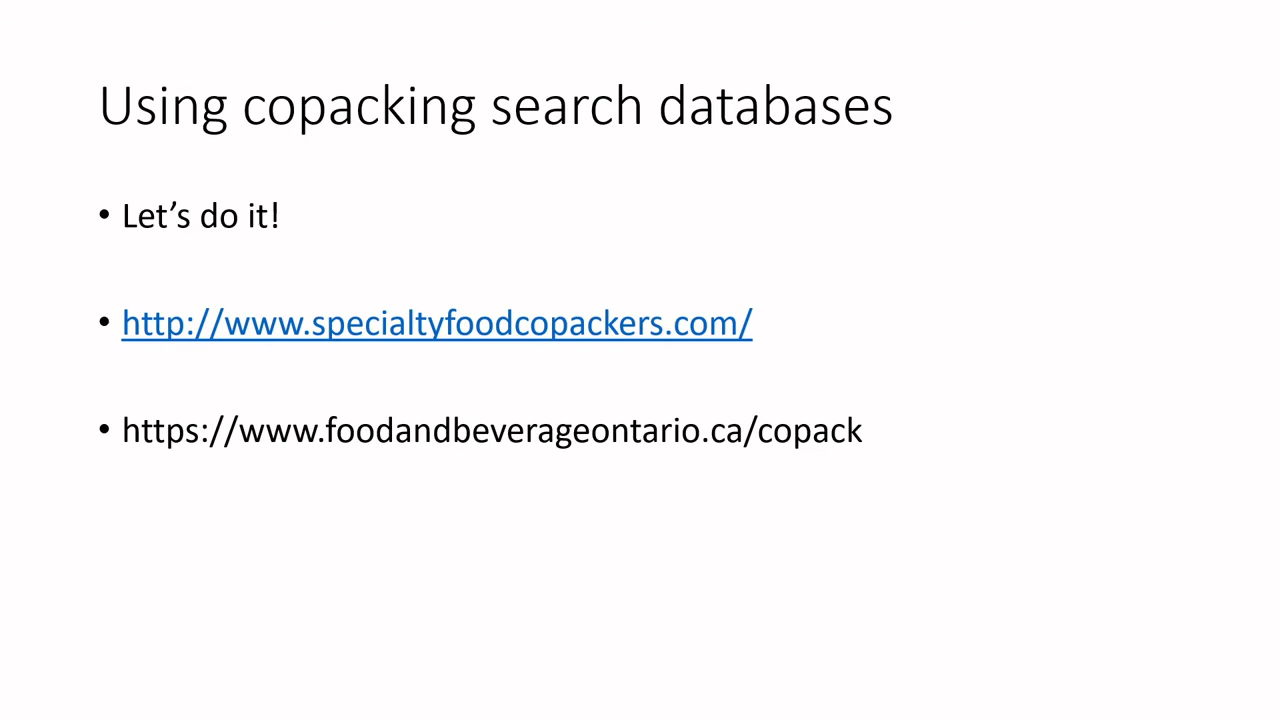 Using copacking search databases
• Let’s do it!
• http://www.specialtyfoodcopackers.com/
• https://www.foodandbeverageontario.ca/copack